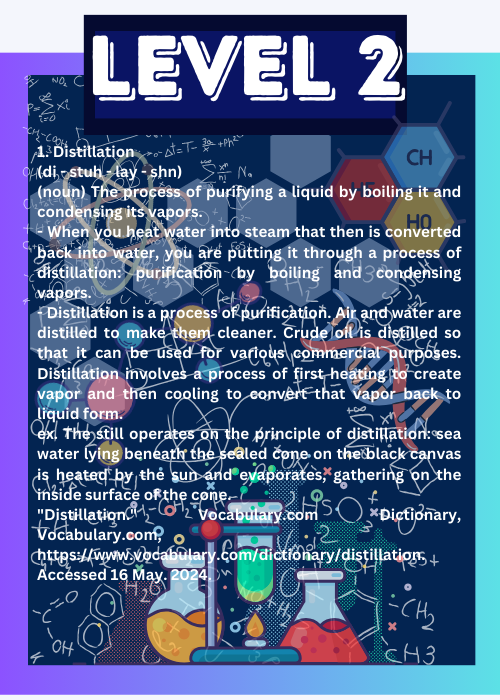 LEVEL 2
1. Distillation
(di - stuh - lay - shn)
(noun) The process of purifying a liquid by boiling it and
condensing its vapors.
- When you heat water into steam that then is converted
back into water, you are putting it through a process of
distillation: purification by boiling and condensing
vapors.
- Distillation is a process of purification. Air and water are
distilled to make them cleaner. Crude oil is distilled so
that it can be used for various commercial purposes.
Distillation involves a process of first heating to create
vapor and then cooling to convert that vapor back to
liquid form.
ex. The still operates on the principle of distillation: sea
water lying beneath the sealed cone on the black canvas
is heated by the sun and evaporates, gathering on the
inside surface of the cone.
"Distillation." Vocabulary.com Dictionary,
Vocabulary.com,
https://www.vocabulary.com/dictionary/distillation.
Accessed 16 May. 2024.
CH
HO
H2O
CH2
OH
CH3